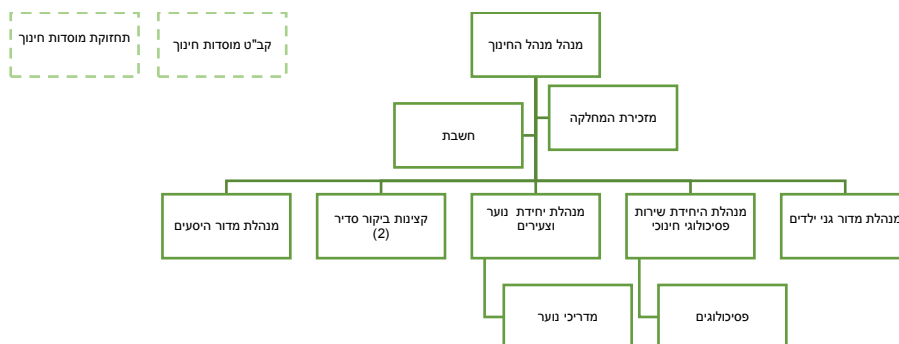 מנהל מנהל החינוך
קב"ט מוסדות חינוך
תחזוקת מוסדות חינוך
מזכירת המחלקה
חשבת
מנהלת מדור גני ילדים
מנהלת היחידת שירות
פסיכולוגי חינוכי
מנהלת יחידת נוער
וצעירים
קצינות ביקור סדיר
(2)
מנהלת מדור היסעים
פסיכולוגים
מדריכי נוער